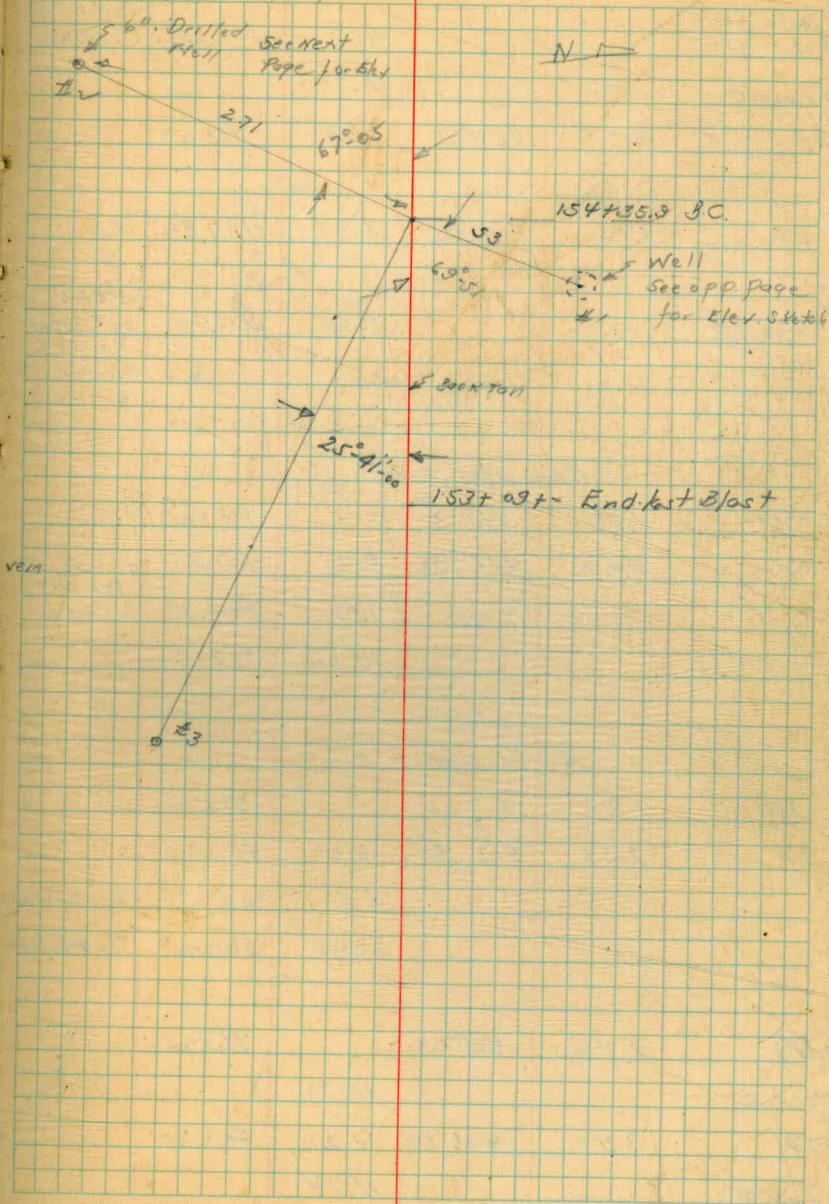 6" Drilled
Well
See Next
Page for Elev
N
#2
2.71
67°-05
154+35.9 B.C.
53
Well
See opp. page
for Elev. Sketch
#1
69°-51
Back Tan
25°-41'-00
153+09+- End. Last Blast
#3